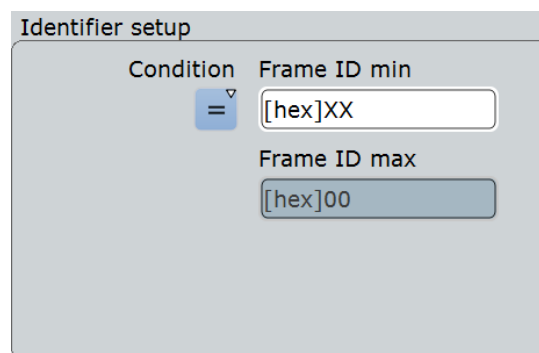 Identifier setup
Condition Frame ID min
= [hex]XX
Frame ID max
[hex]00